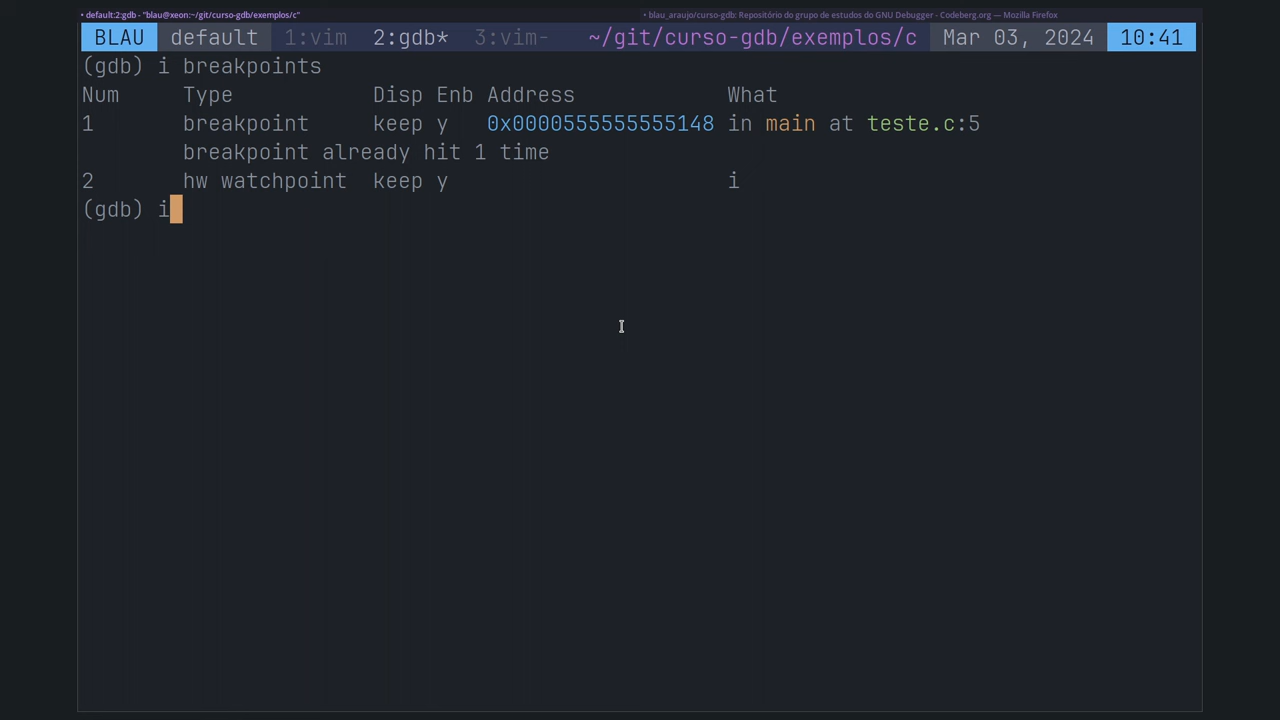 • default:2:gdb - "blau@xeon:~/git/curso-gdb/exemplos/c"
• blau_araujo/curso-gdb: Repositório do grupo de estudos do GNU Debugger - Codeberg.org — Mozilla Firefox
BLAU default 1:vim 2:gdb* 3:vim- ~/git/curso-gdb/exemplos/c Mar 03, 2024 10:41
(gdb) i breakpoints
Num Type Disp Enb Address What
1 breakpoint keep y 0x0000555555555148 in main at teste.c:5
breakpoint already hit 1 time
2 hw watchpoint keep y i
(gdb) i